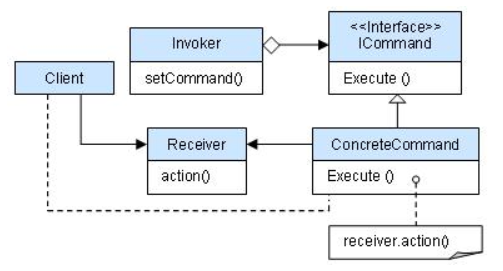 Invoker
setCommand()
<<Interface>>
ICommand
Execute ()
Client
Receiver
action()
ConcreteCommand
Execute ()
receiver.action()